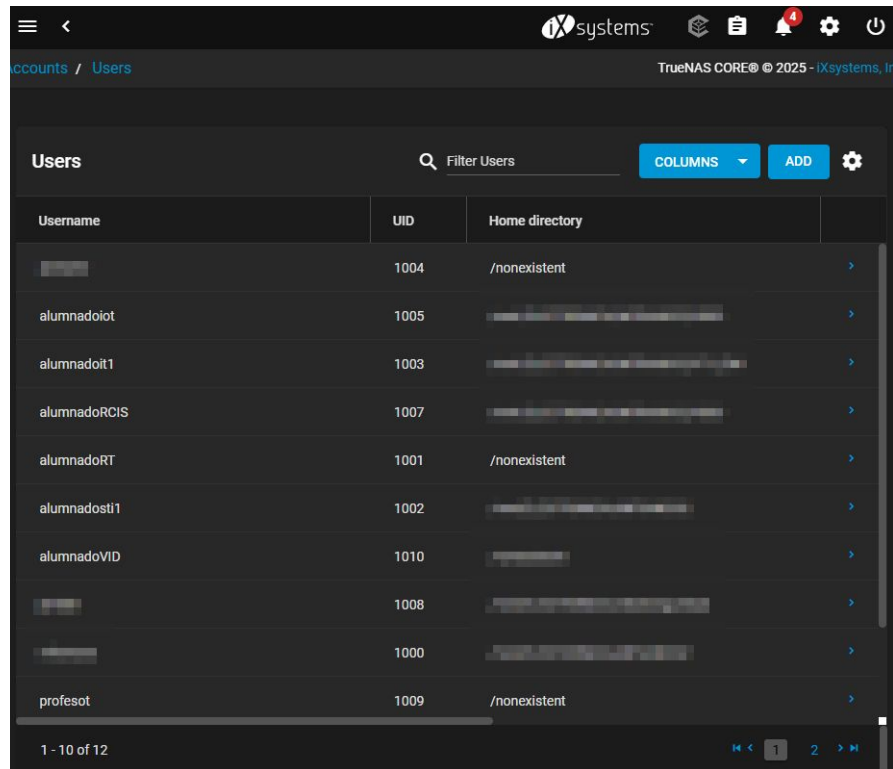 iXsystems
4
ccounts / Users
TrueNAS CORE® © 2025 - iXsystems, In
Users
Filter Users
COLUMNS
ADD
Username UID Home directory
1004 /nonexistent
alumnadoiot 1005
alumnadoit1 1003
alumnadoRCIS 1007
alumnadoRT 1001 /nonexistent
alumnadosti1 1002
alumnadoVID 1010
1008
1000
profesot 1009 /nonexistent
1 - 10 of 12
1 2